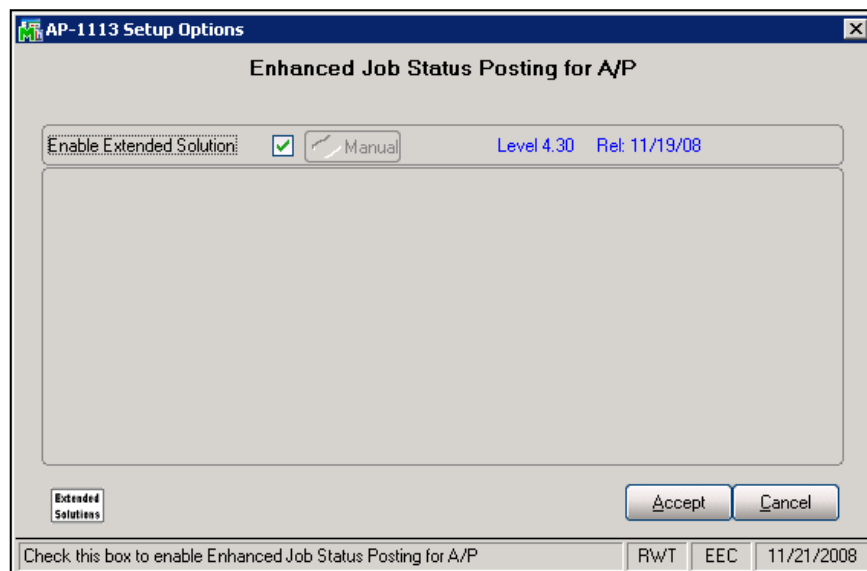 AP-1113 Setup Options
Enhanced Job Status Posting for A/P
Enable Extended Solution Manual Level 4.30 Rel: 11/19/08
Extended
Solutions
Accept Cancel
Check this box to enable Enhanced Job Status Posting for A/P RWT EEC 11/21/2008